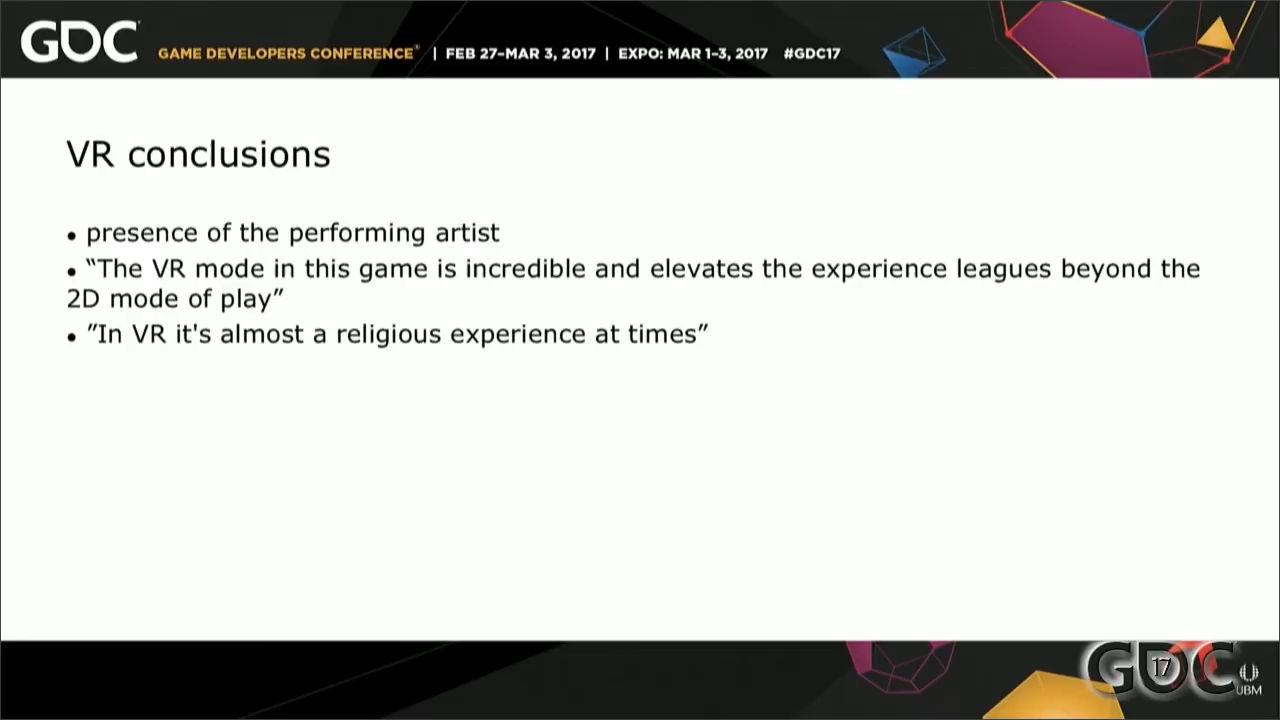 GDC GAME DEVELOPERS CONFERENCE® | FEB 27–MAR 3, 2017 | EXPO: MAR 1–3, 2017 #GDC17
VR conclusions
• presence of the performing artist
• “The VR mode in this game is incredible and elevates the experience leagues beyond the
2D mode of play”
• ”In VR it's almost a religious experience at times”
GDC 17
UBM